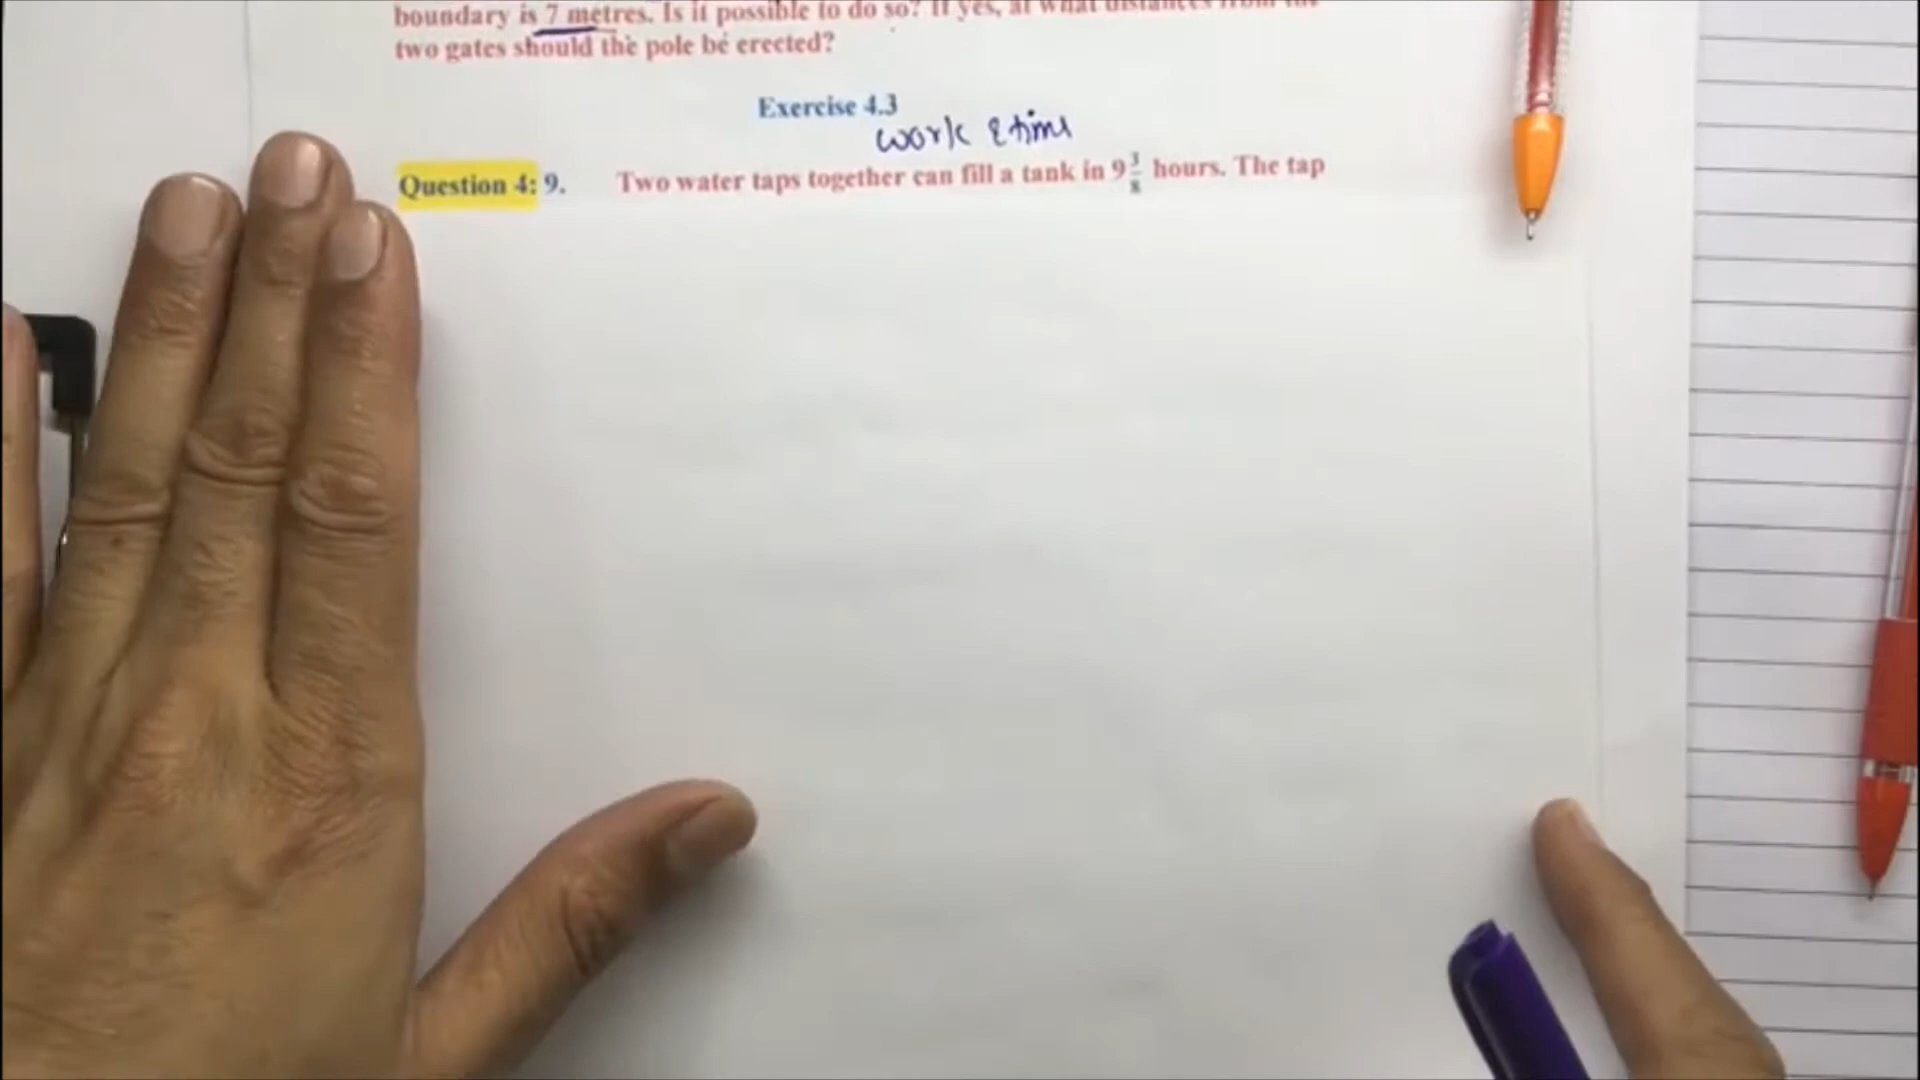 boundary is 7 metres. Is it possible to do so? If yes, at what distances from the
two gates should the pole be erected?
Exercise 4.3
work & time
Question 4: 9. Two water taps together can fill a tank in 9 3/8 hours. The tap